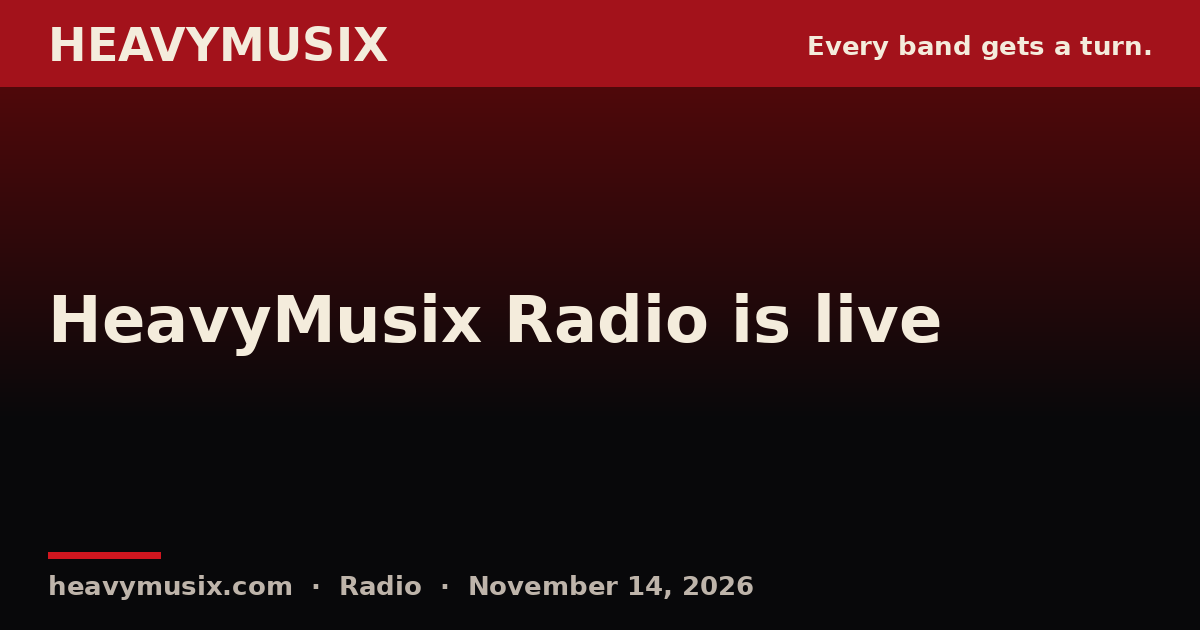 HEAVYMUSIX
Every band gets a turn.
HeavyMusix Radio is live
heavymusix.com · Radio · November 14, 2026